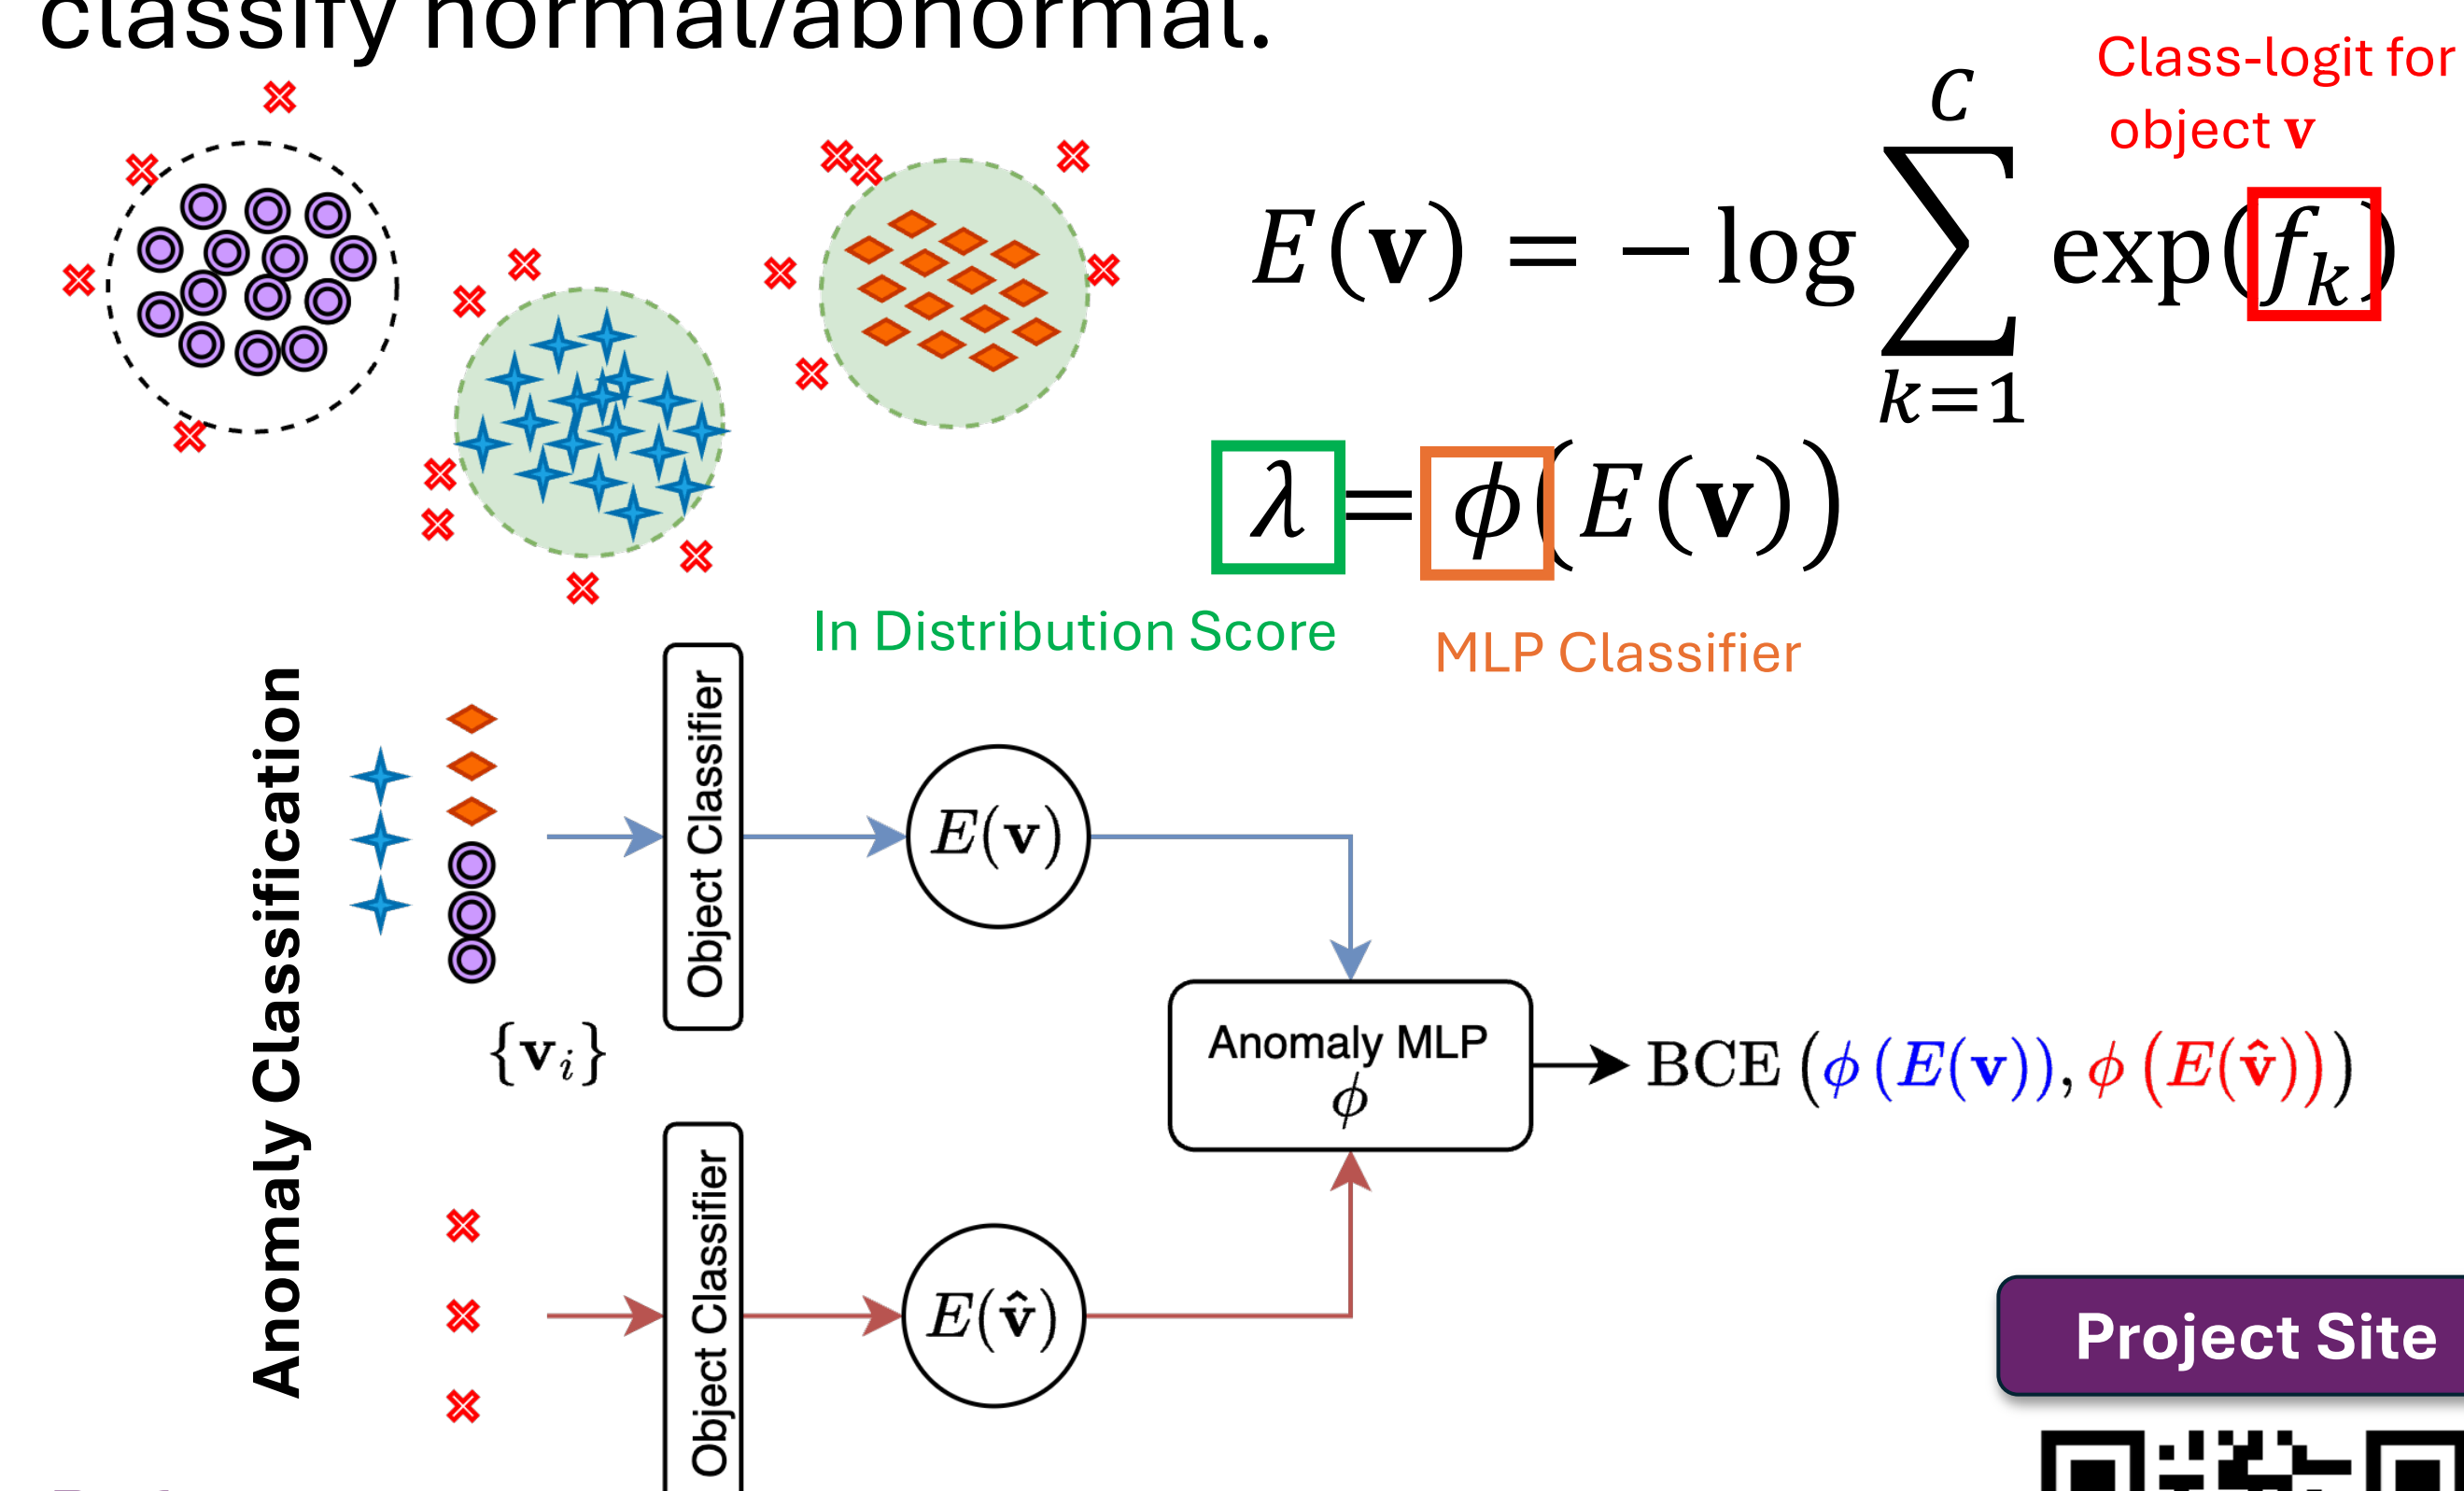 classify normal/abnormal.
Class-logit for
object v
E(v) = − log ∑_{k=1}^{C} exp(f_k)
λ = ϕ(E(v))
In Distribution Score
MLP Classifier
Anomaly Classification
Object Classifier
E(v)
{v_i}
Anomaly MLP
ϕ
BCE (ϕ (E(v)), ϕ (E(v̂)))
Object Classifier
E(v̂)
Project Site